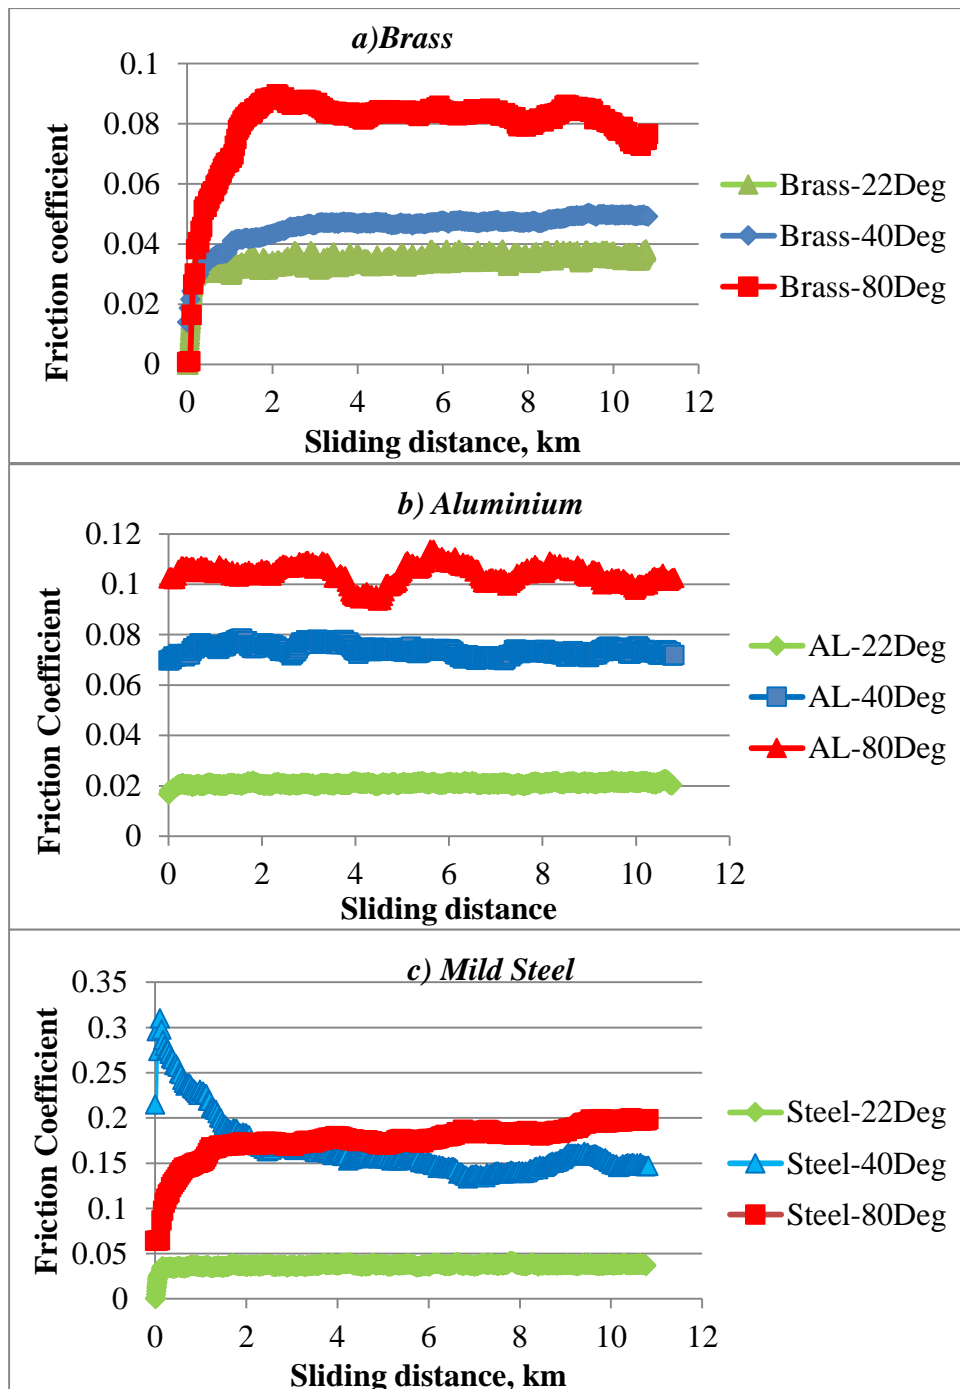 a)Brass
0.1
0.08
0.06
0.04
0.02
0
Friction coefficient
0 2 4 6 8 10 12
Sliding distance, km
Brass-22Deg
Brass-40Deg
Brass-80Deg
b) Aluminium
0.12
0.1
0.08
0.06
0.04
0.02
0
Friction Coefficient
0 2 4 6 8 10 12
Sliding distance
AL-22Deg
AL-40Deg
AL-80Deg
c) Mild Steel
0.35
0.3
0.25
0.2
0.15
0.1
0.05
0
Friction Coefficient
0 2 4 6 8 10 12
Sliding distance, km
Steel-22Deg
Steel-40Deg
Steel-80Deg